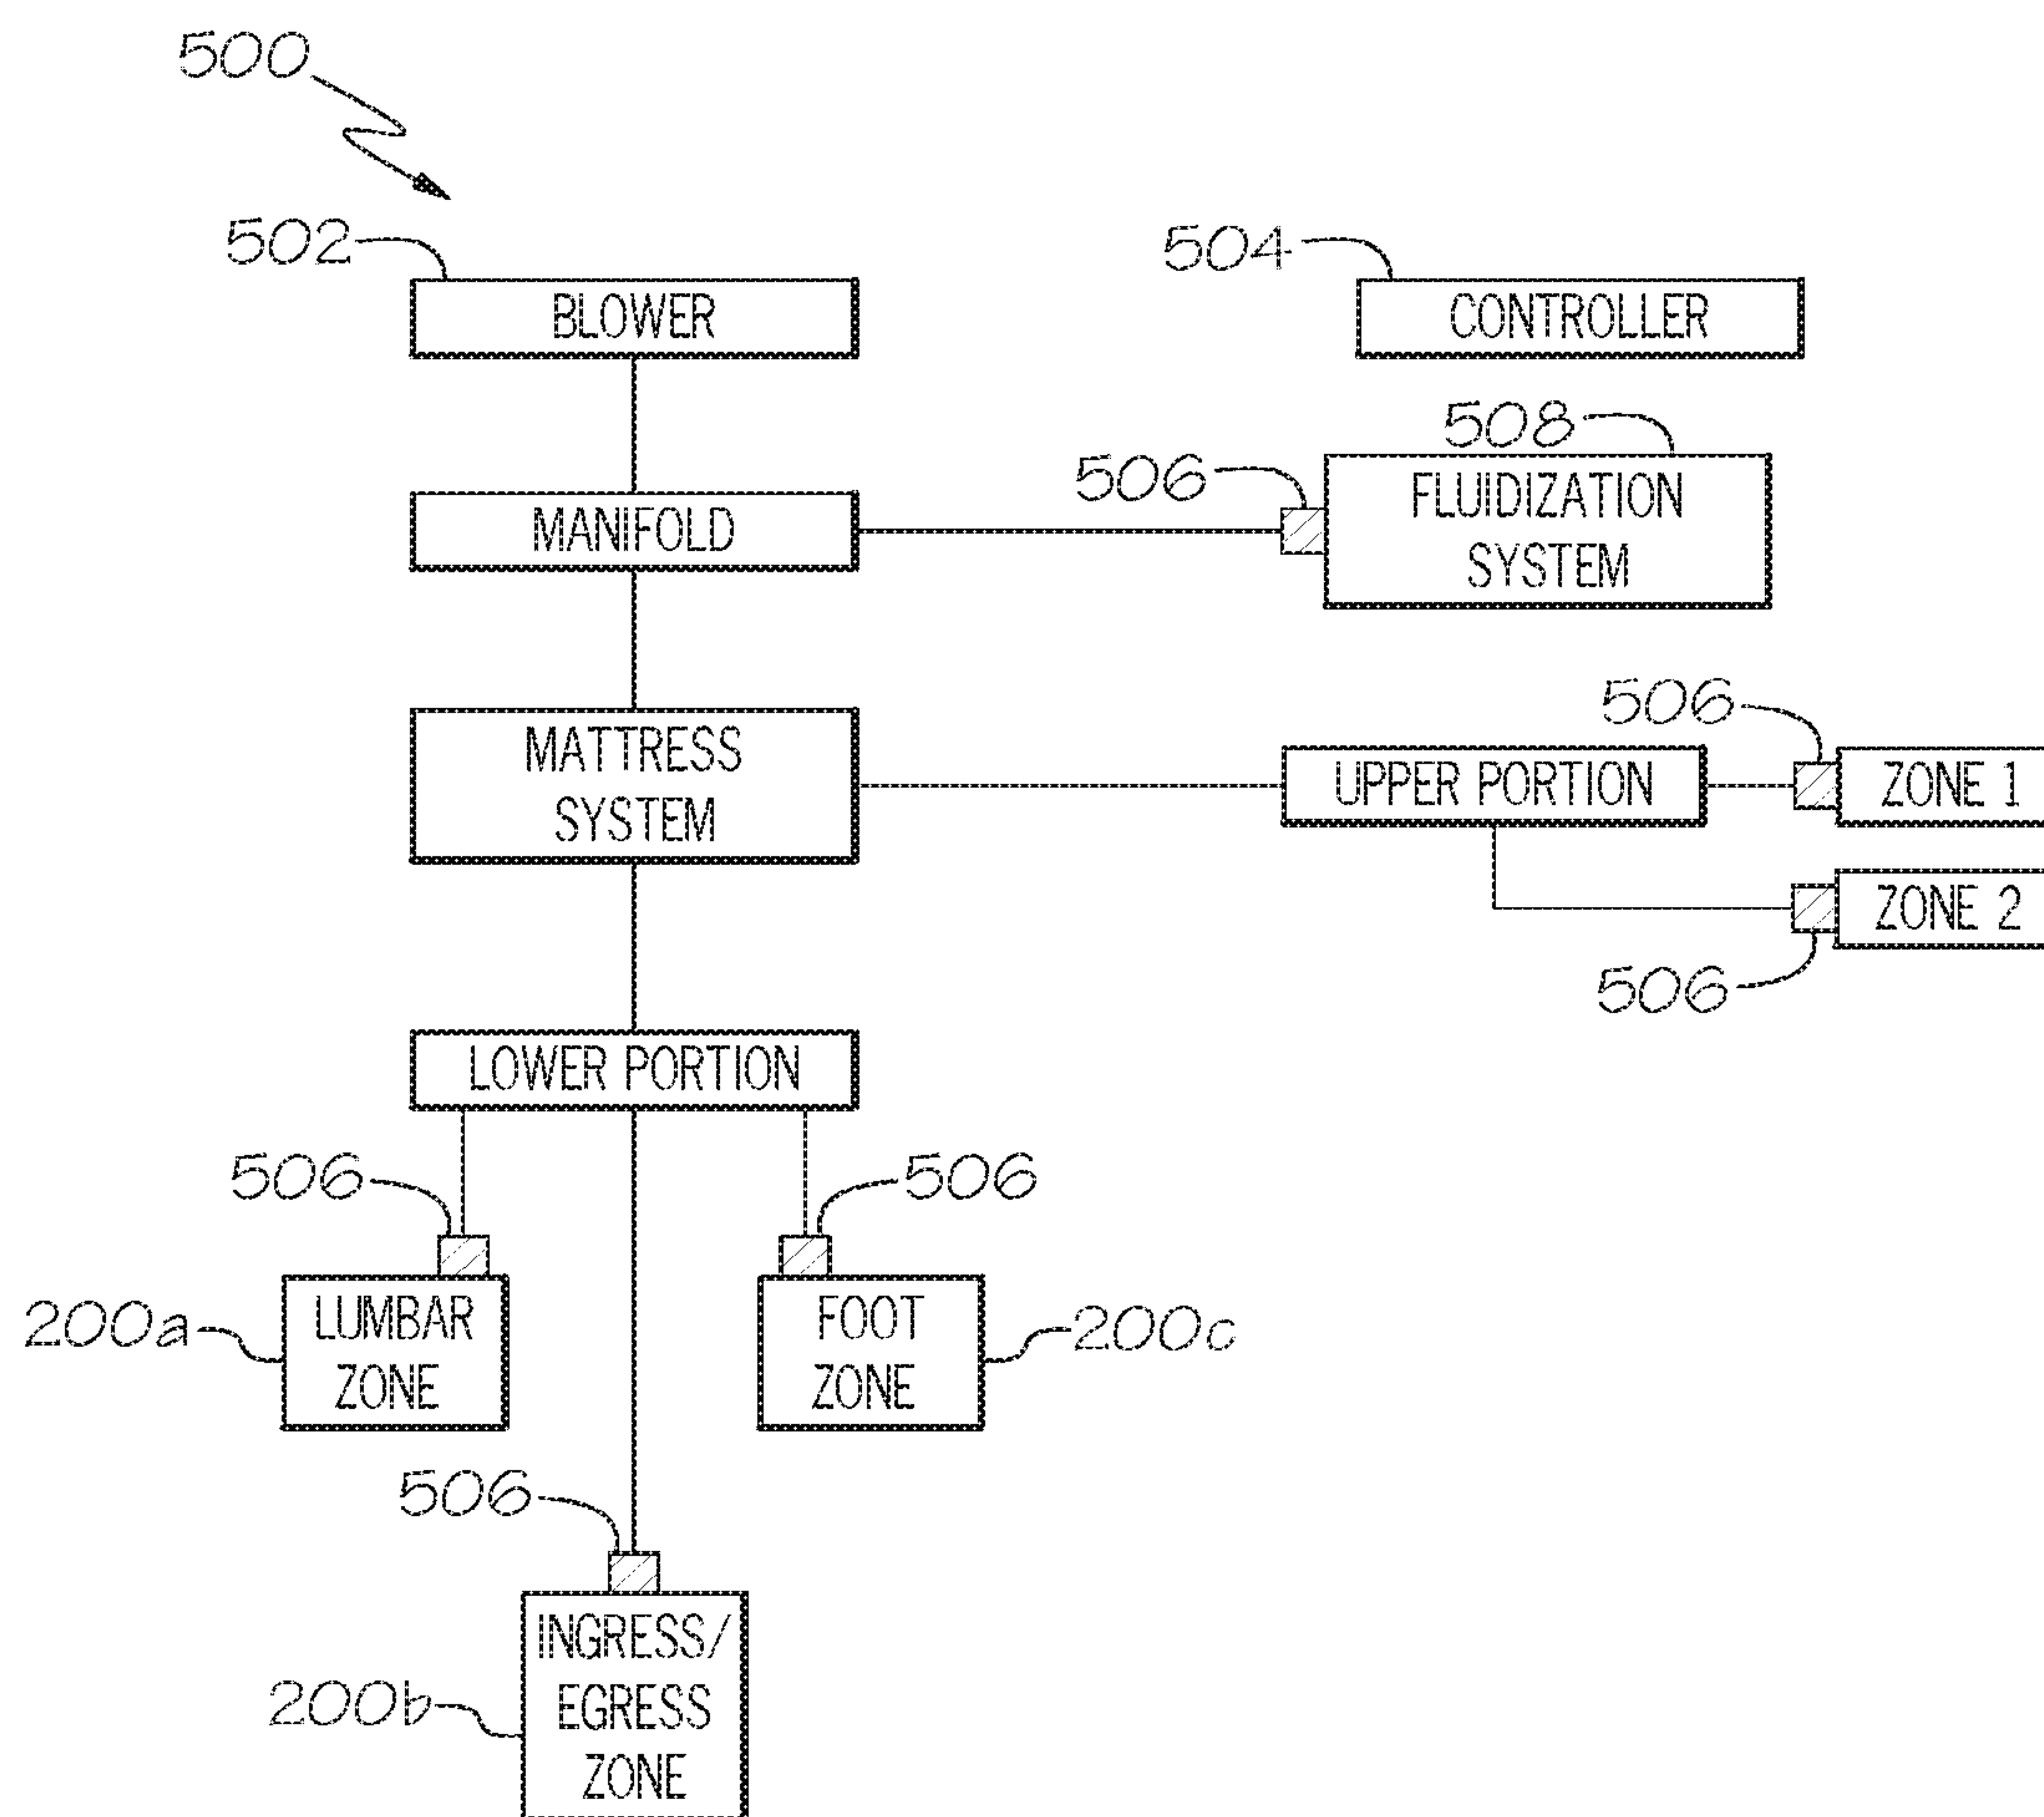 500
502
BLOWER
504
CONTROLLER
508
506
FLUIDIZATION
SYSTEM
MANIFOLD
506
MATTRESS
SYSTEM
UPPER PORTION
ZONE 1
ZONE 2
506
LOWER PORTION
506
506
200a
LUMBAR
ZONE
FOOT
ZONE
200c
506
200b
INGRESS/
EGRESS
ZONE